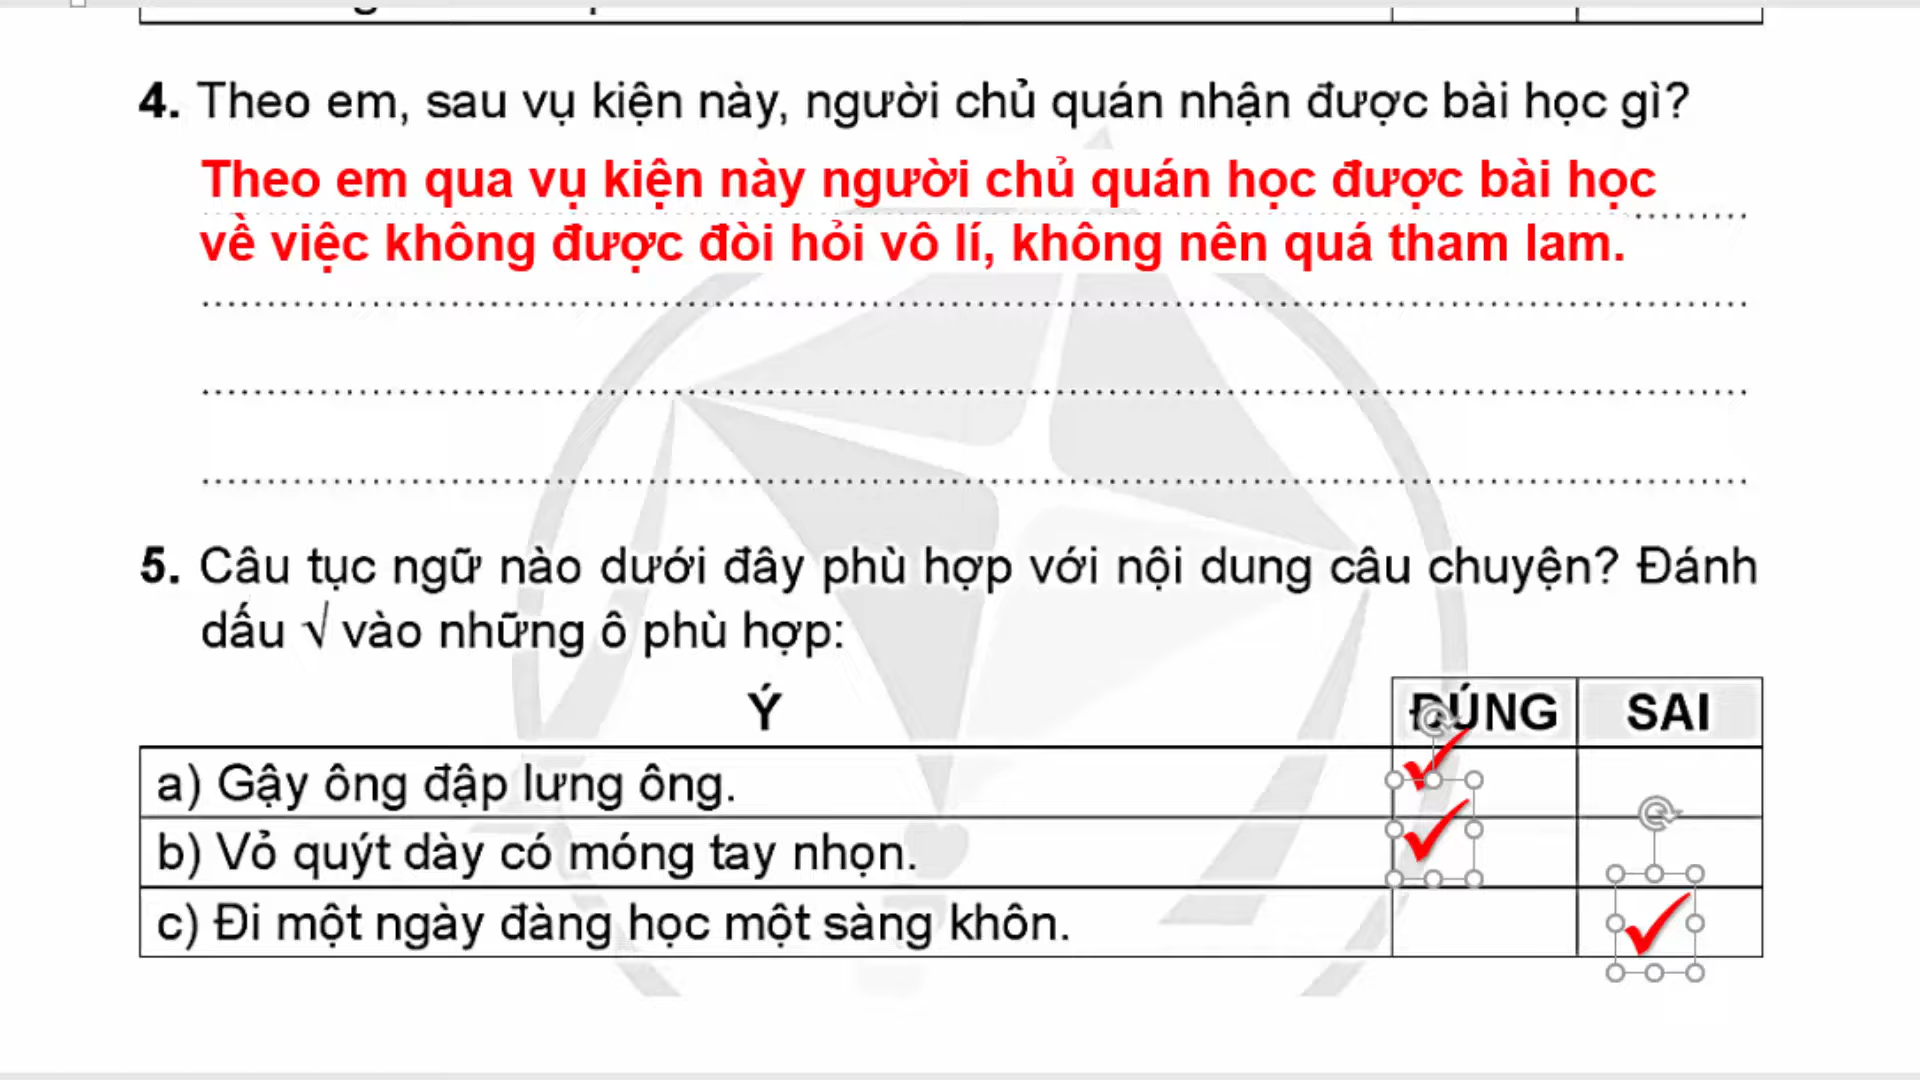 4. Theo em, sau vụ kiện này, người chủ quán nhận được bài học gì?
Theo em qua vụ kiện này người chủ quán học được bài học
về việc không được đòi hỏi vô lí, không nên quá tham lam.
5. Câu tục ngữ nào dưới đây phù hợp với nội dung câu chuyện? Đánh
dấu √ vào những ô phù hợp:
Ý ĐÚNG SAI
a) Gậy ông đập lưng ông.
b) Vỏ quýt dày có móng tay nhọn.
c) Đi một ngày đàng học một sàng khôn.